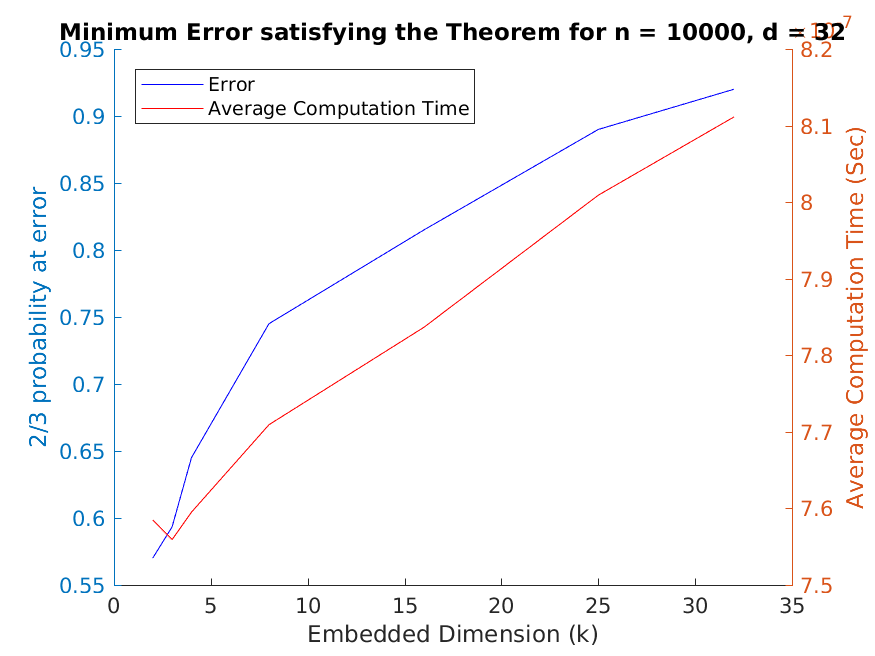 Minimum Error satisfying the Theorem for n = 10000, d = 32
0.95
0.9
0.85
0.8
0.75
0.7
0.65
0.6
0.55
2/3 probability at error
Error
Average Computation Time
8.2
8.1
8
7.9
7.8
7.7
7.6
7.5
Average Computation Time (Sec)
0 5 10 15 20 25 30 35
Embedded Dimension (k)